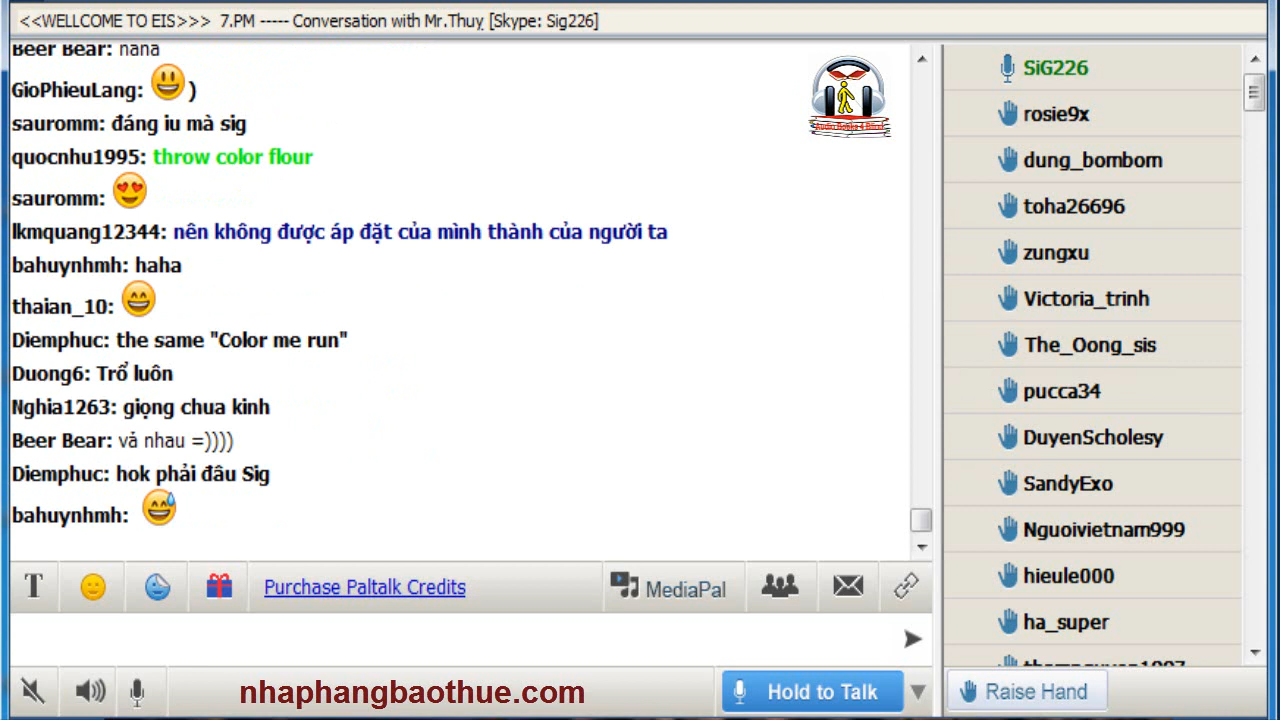 <<WELLCOME TO EIS>>> 7.PM ----- Conversation with Mr.Thuỵ [Skype: Sig226]
Beer Bear: haha
GioPhieuLang: )
sauromm: đáng iu mà sig
quocnhu1995: throw color flour
sauromm:
lkmquang12344: nên không được áp đặt của mình thành của người ta
bahuynhmh: haha
thaian_10:
Diemphuc: the same "Color me run"
Duong6: Trổ luôn
Nghia1263: giọng chua kinh
Beer Bear: vả nhau =))))
Diemphuc: hok phải đâu Sig
bahuynhmh:
T
Purchase Paltalk Credits
MediaPal
nhaphangbaothue.com
Hold to Talk
SiG226
rosie9x
dung_bombom
toha26696
zungxu
Victoria_trinh
The_Oong_sis
pucca34
DuyenScholesy
SandyExo
Nguoivietnam999
hieule000
ha_super
Raise Hand